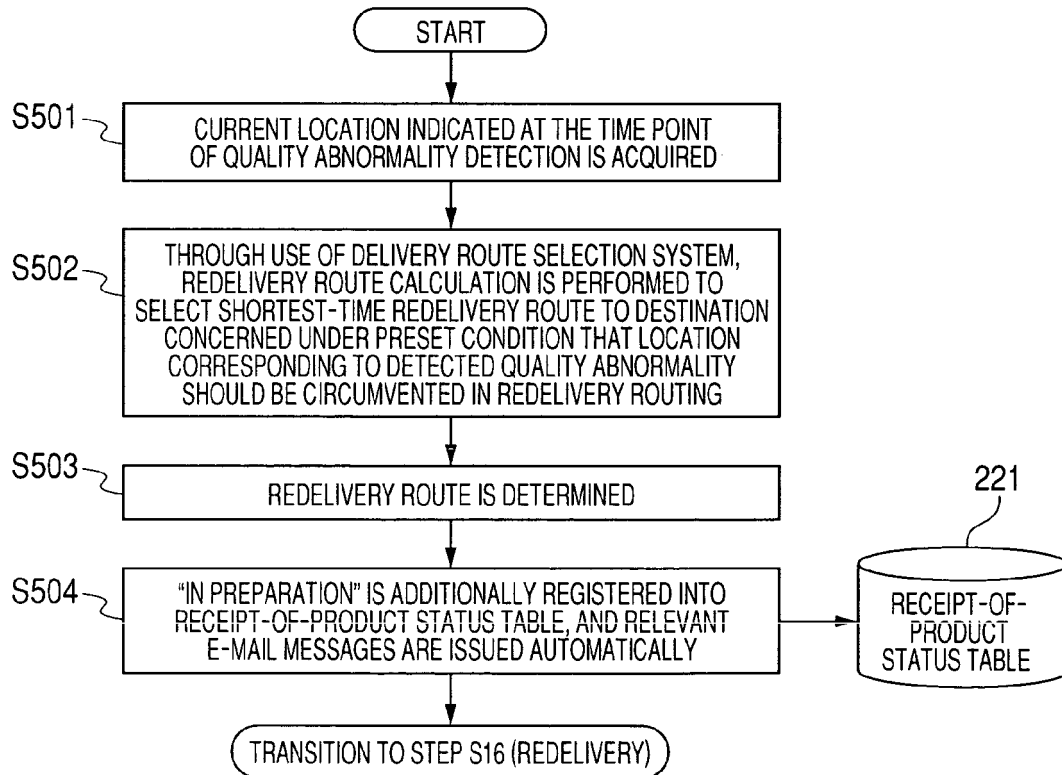 START
S501
CURRENT LOCATION INDICATED AT THE TIME POINT
OF QUALITY ABNORMALITY DETECTION IS ACQUIRED
S502
THROUGH USE OF DELIVERY ROUTE SELECTION SYSTEM,
REDELIVERY ROUTE CALCULATION IS PERFORMED TO
SELECT SHORTEST-TIME REDELIVERY ROUTE TO DESTINATION
CONCERNED UNDER PRESET CONDITION THAT LOCATION
CORRESPONDING TO DETECTED QUALITY ABNORMALITY
SHOULD BE CIRCUMVENTED IN REDELIVERY ROUTING
S503
REDELIVERY ROUTE IS DETERMINED
S504
"IN PREPARATION" IS ADDITIONALLY REGISTERED INTO
RECEIPT-OF-PRODUCT STATUS TABLE, AND RELEVANT
E-MAIL MESSAGES ARE ISSUED AUTOMATICALLY
221
RECEIPT-OF-
PRODUCT
STATUS TABLE
TRANSITION TO STEP S16 (REDELIVERY)